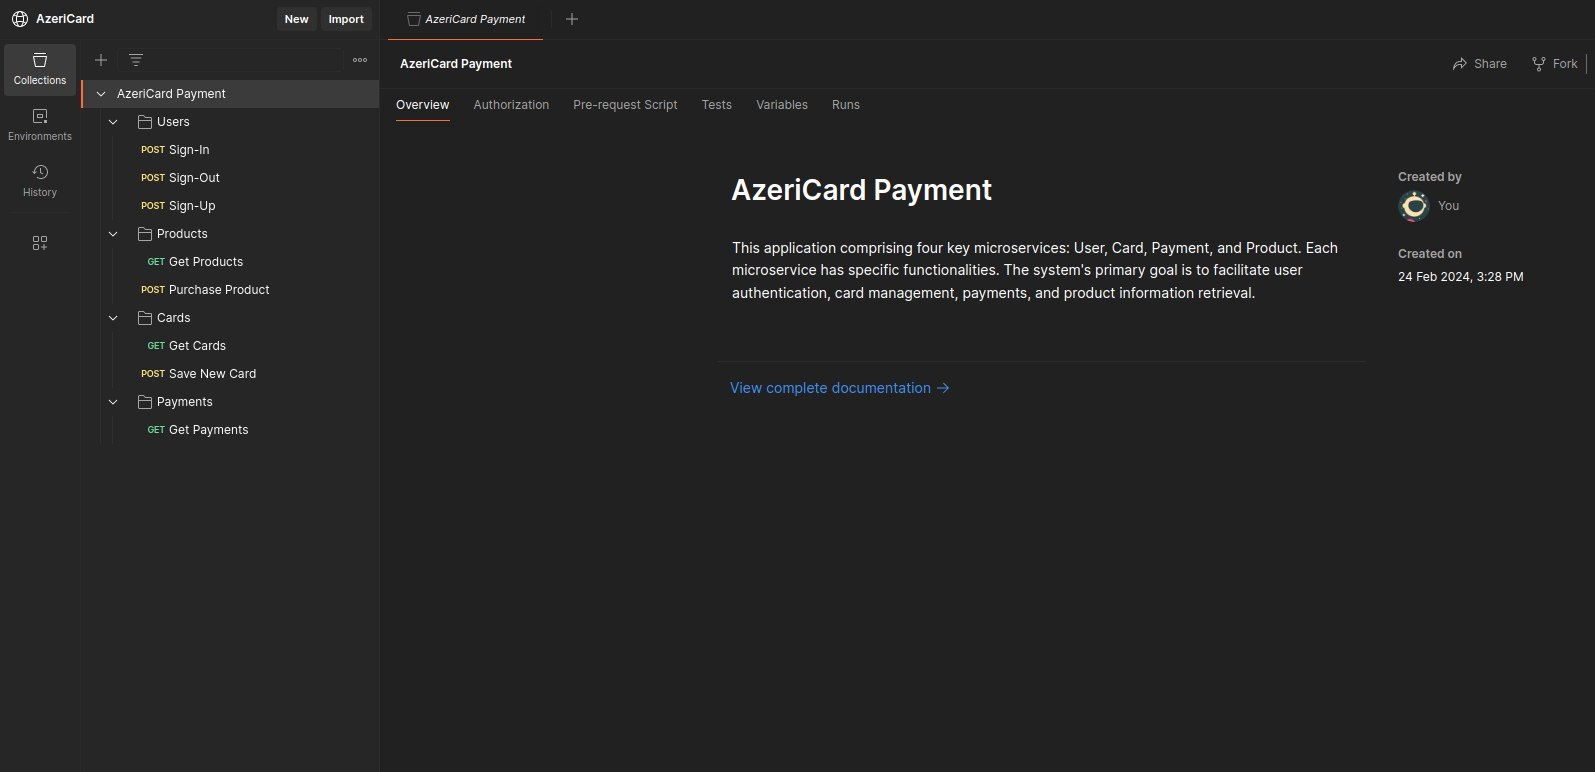 AzeriCard
New
Import
AzeriCard Payment
Collections
Environments
History
AzeriCard Payment
Users
POST Sign-In
POST Sign-Out
POST Sign-Up
Products
GET Get Products
POST Purchase Product
Cards
GET Get Cards
POST Save New Card
Payments
GET Get Payments
AzeriCard Payment
Share
Fork
Overview
Authorization
Pre-request Script
Tests
Variables
Runs
AzeriCard Payment
This application comprising four key microservices: User, Card, Payment, and Product. Each
microservice has specific functionalities. The system's primary goal is to facilitate user
authentication, card management, payments, and product information retrieval.
View complete documentation →
Created by
You
Created on
24 Feb 2024, 3:28 PM